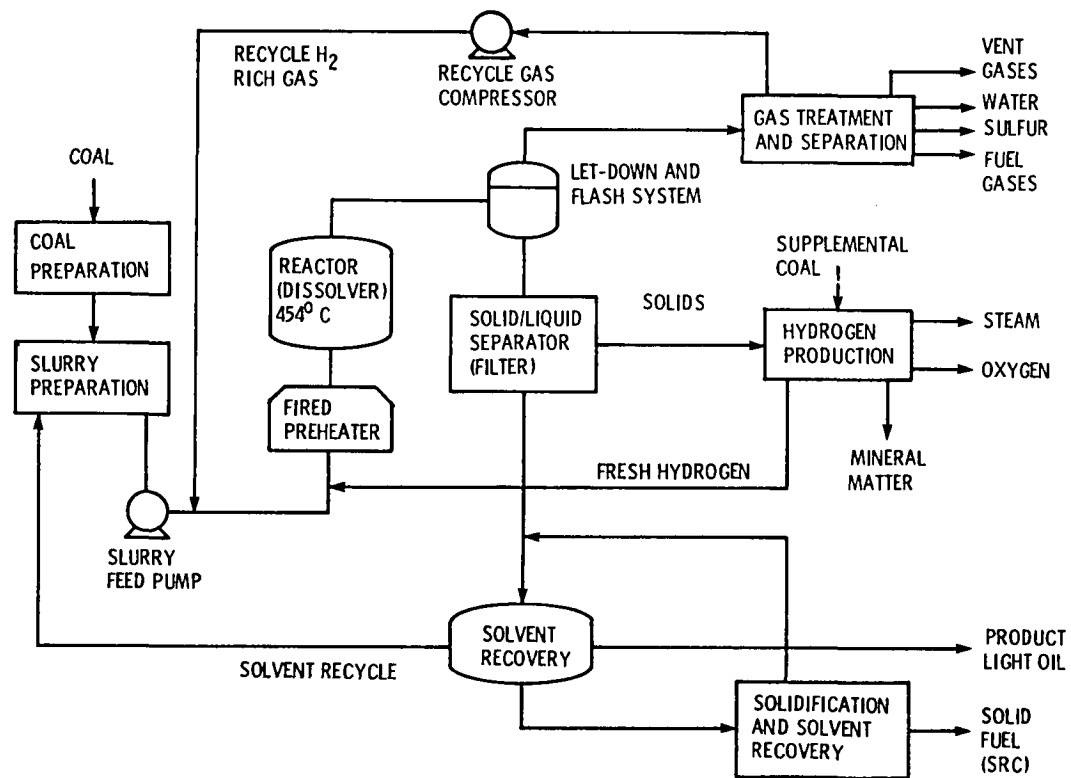 RECYCLE H2
RICH GAS
RECYCLE GAS
COMPRESSOR
VENT
GASES
WATER
SULFUR
FUEL
GASES
GAS TREATMENT
AND SEPARATION
LET-DOWN AND
FLASH SYSTEM
COAL
COAL
PREPARATION
SLURRY
PREPARATION
SLURRY
FEED PUMP
REACTOR
(DISSOLVER)
454⁰ C
FIRED
PREHEATER
SOLID/LIQUID
SEPARATOR
(FILTER)
SOLIDS
SUPPLEMENTAL
COAL
HYDROGEN
PRODUCTION
STEAM
OXYGEN
MINERAL
MATTER
FRESH HYDROGEN
SOLVENT
RECOVERY
SOLVENT RECYCLE
PRODUCT
LIGHT OIL
SOLIDIFICATION
AND SOLVENT
RECOVERY
SOLID
FUEL
(SRC)